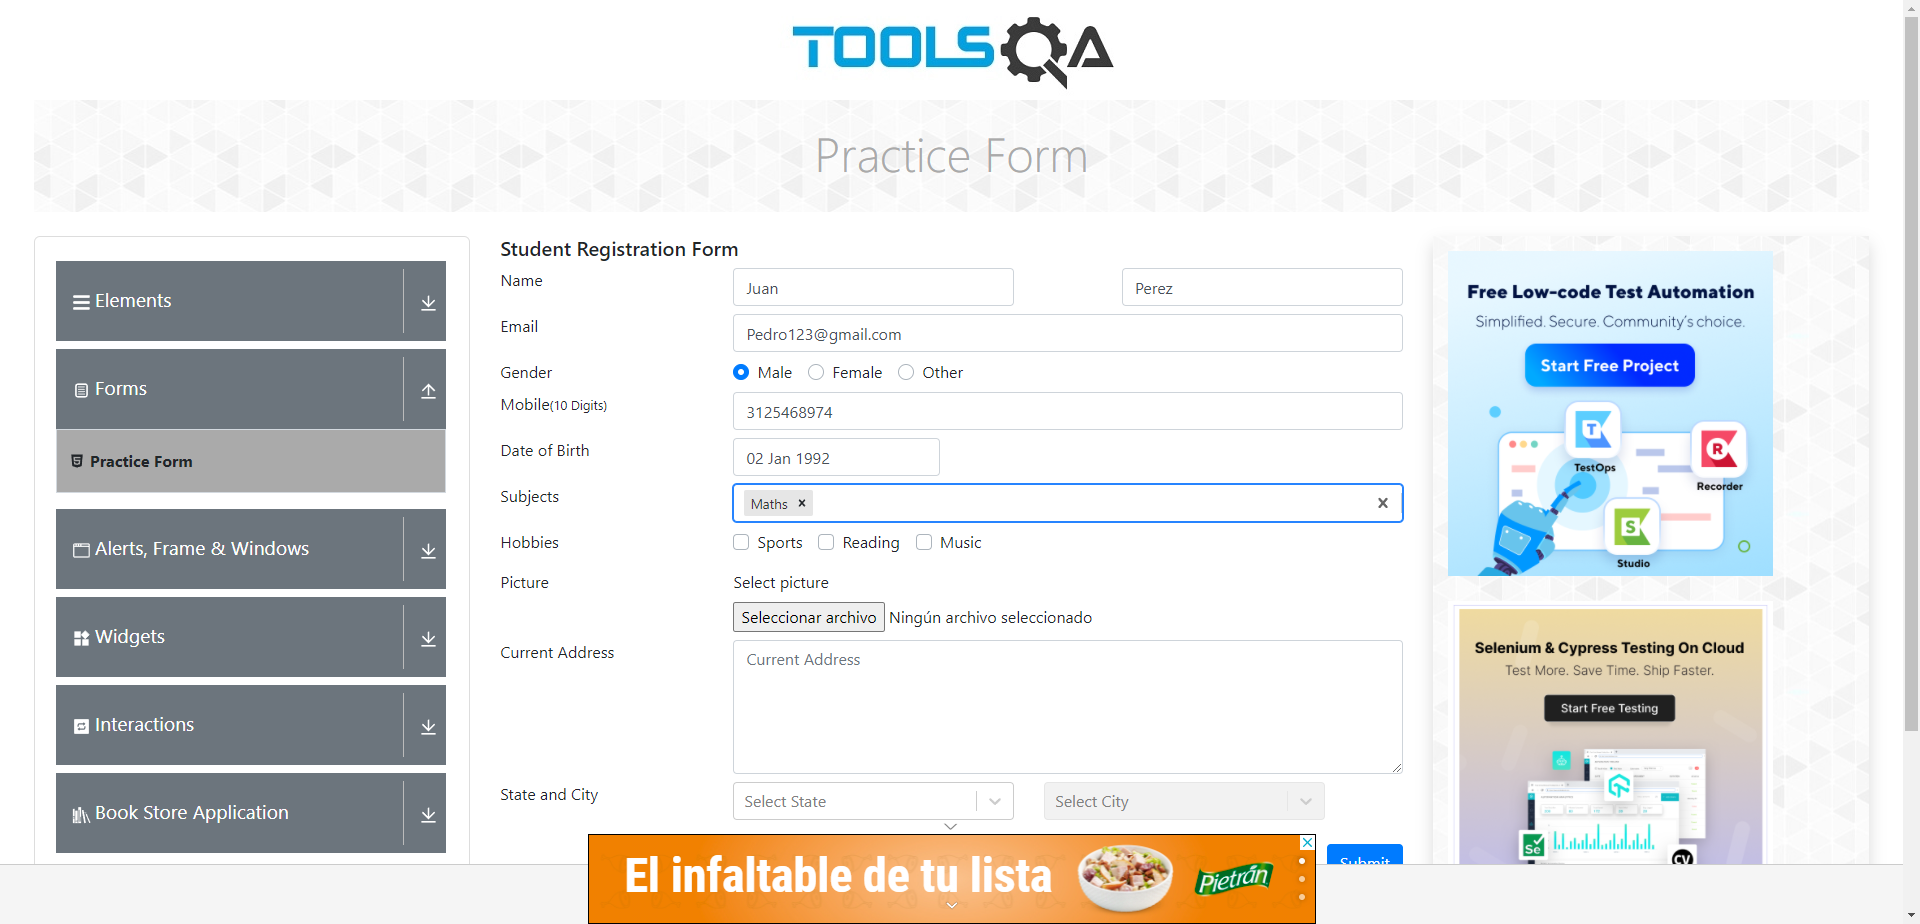 TOOLSQA
Practice Form
Elements
Forms
Practice Form
Alerts, Frame & Windows
Widgets
Interactions
Book Store Application
Student Registration Form
Name
Juan
Perez
Email
Pedro123@gmail.com
Gender
Male
Female
Other
Mobile(10 Digits)
3125468974
Date of Birth
02 Jan 1992
Subjects
Maths
Hobbies
Sports
Reading
Music
Picture
Select picture
Seleccionar archivo
Ningún archivo seleccionado
Current Address
Current Address
State and City
Select State
Select City
Submit
Free Low-code Test Automation
Simplified. Secure. Community's choice.
Start Free Project
T
TestOps
R
Recorder
S
Studio
Selenium & Cypress Testing On Cloud
Test More. Save Time. Ship Faster.
Start Free Testing
Se
cy
El infaltable de tu lista
Pietrán